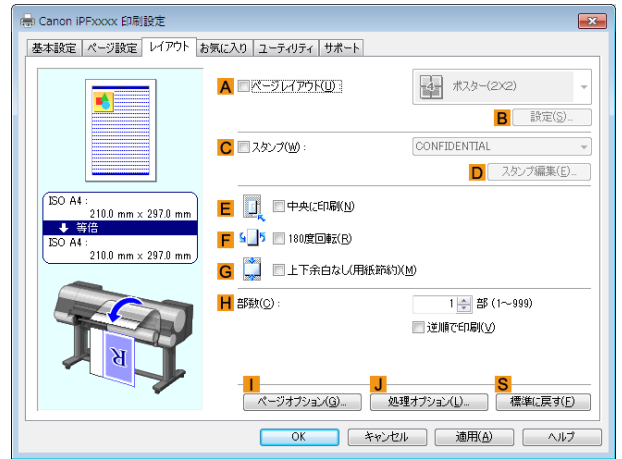 Canon iPFxxxx 印刷設定
基本設定 ページ設定 レイアウト お気に入り ユーティリティ サポート
A ページレイアウト(U) : 4 ポスター(2×2)
B 設定(S)...
C スタンプ(W) : CONFIDENTIAL
D スタンプ編集(E)...
ISO A4 :
210.0 mm x 297.0 mm
等倍
ISO A4 :
210.0 mm x 297.0 mm
E 中央に印刷(N)
F 180度回転(R)
G 上下余白なし(用紙節約)(M)
H 部数(C) : 1 部 (1～999)
逆順で印刷(V)
R
I ページオプション(G)...
J 処理オプション(L)...
S 標準に戻す(F)
OK キャンセル 適用(A) ヘルプ